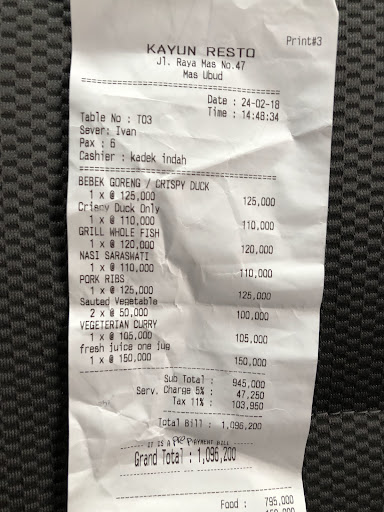 Print#3
KAYUN RESTO
Jl. Raya Mas No.47
Mas Ubud
Date : 24-02-18
Time : 14:48:34
Table No : T03
Sever: Ivan
Pax : 6
Cashier : kadek indah
BEBEK GORENG / CRISPY DUCK
1 x @ 125,000 125,000
Crispy Duck Only
1 x @ 110,000 110,000
GRILL WHOLE FISH
1 x @ 120,000 120,000
NASI SARASWATI
1 x @ 110,000 110,000
PORK RIBS
1 x @ 125,000 125,000
Sauted Vegetable
2 x @ 50,000 100,000
VEGETERIAN CURRY
1 x @ 105,000 105,000
fresh juice one jug
1 x @ 150,000 150,000
Sub Total : 945,000
Serv. Charge 5% : 47,250
Tax 11% : 103,950
Total Bill : 1,096,200
IT IS A PREPAYMENT BILL
Grand Total : 1,096,200
Food : 795,000